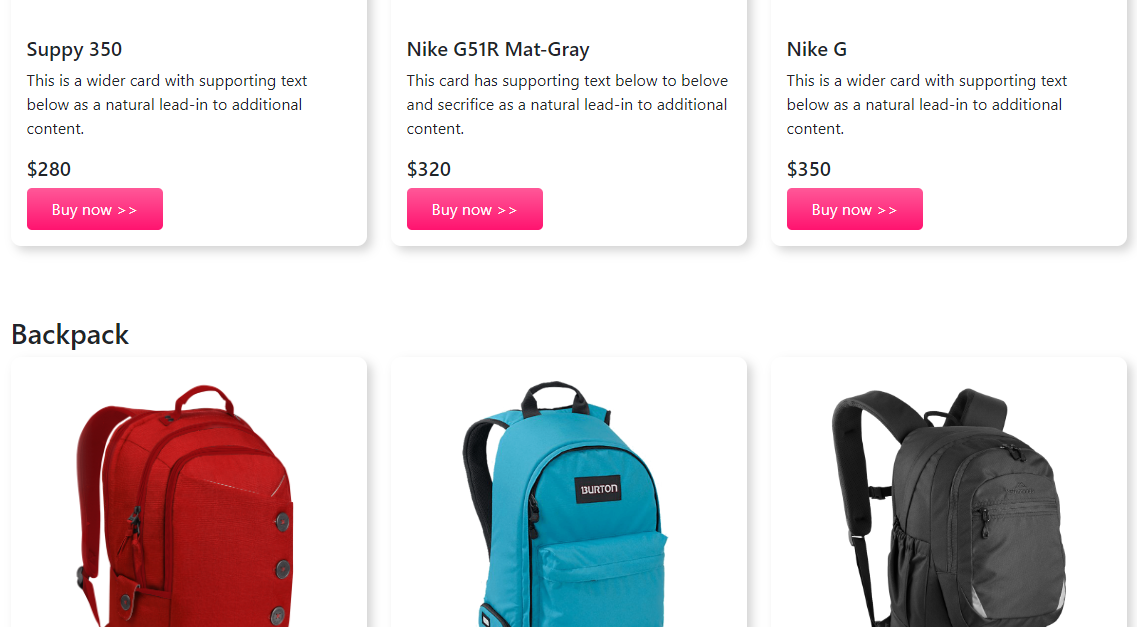 Suppy 350
This is a wider card with supporting text
below as a natural lead-in to additional
content.
$280
Buy now >>
Nike G51R Mat-Gray
This card has supporting text below to belove
and secrifice as a natural lead-in to additional
content.
$320
Buy now >>
Nike G
This is a wider card with supporting text
below as a natural lead-in to additional
content.
$350
Buy now >>
Backpack
BURTON